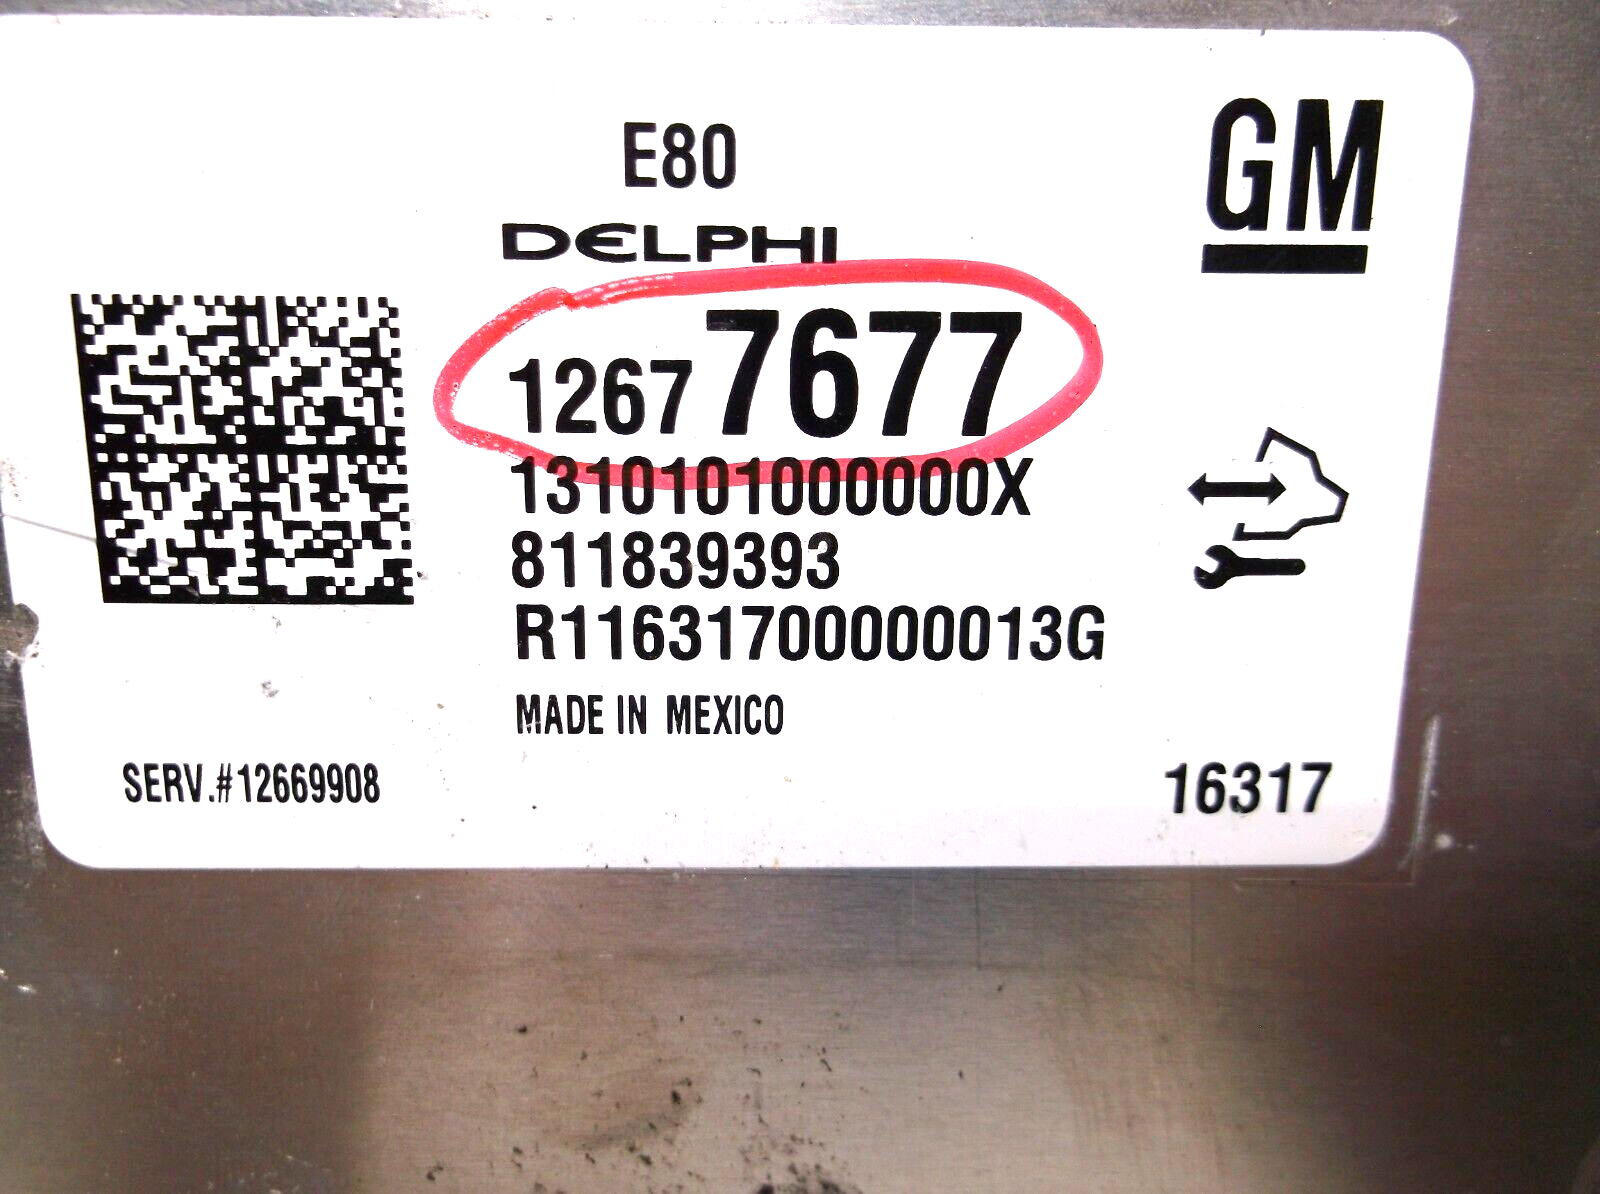 E80
GM
DELPHI
12677677
1310101000000X
811839393
R116317000000013G
MADE IN MEXICO
SERV.#12669908
16317